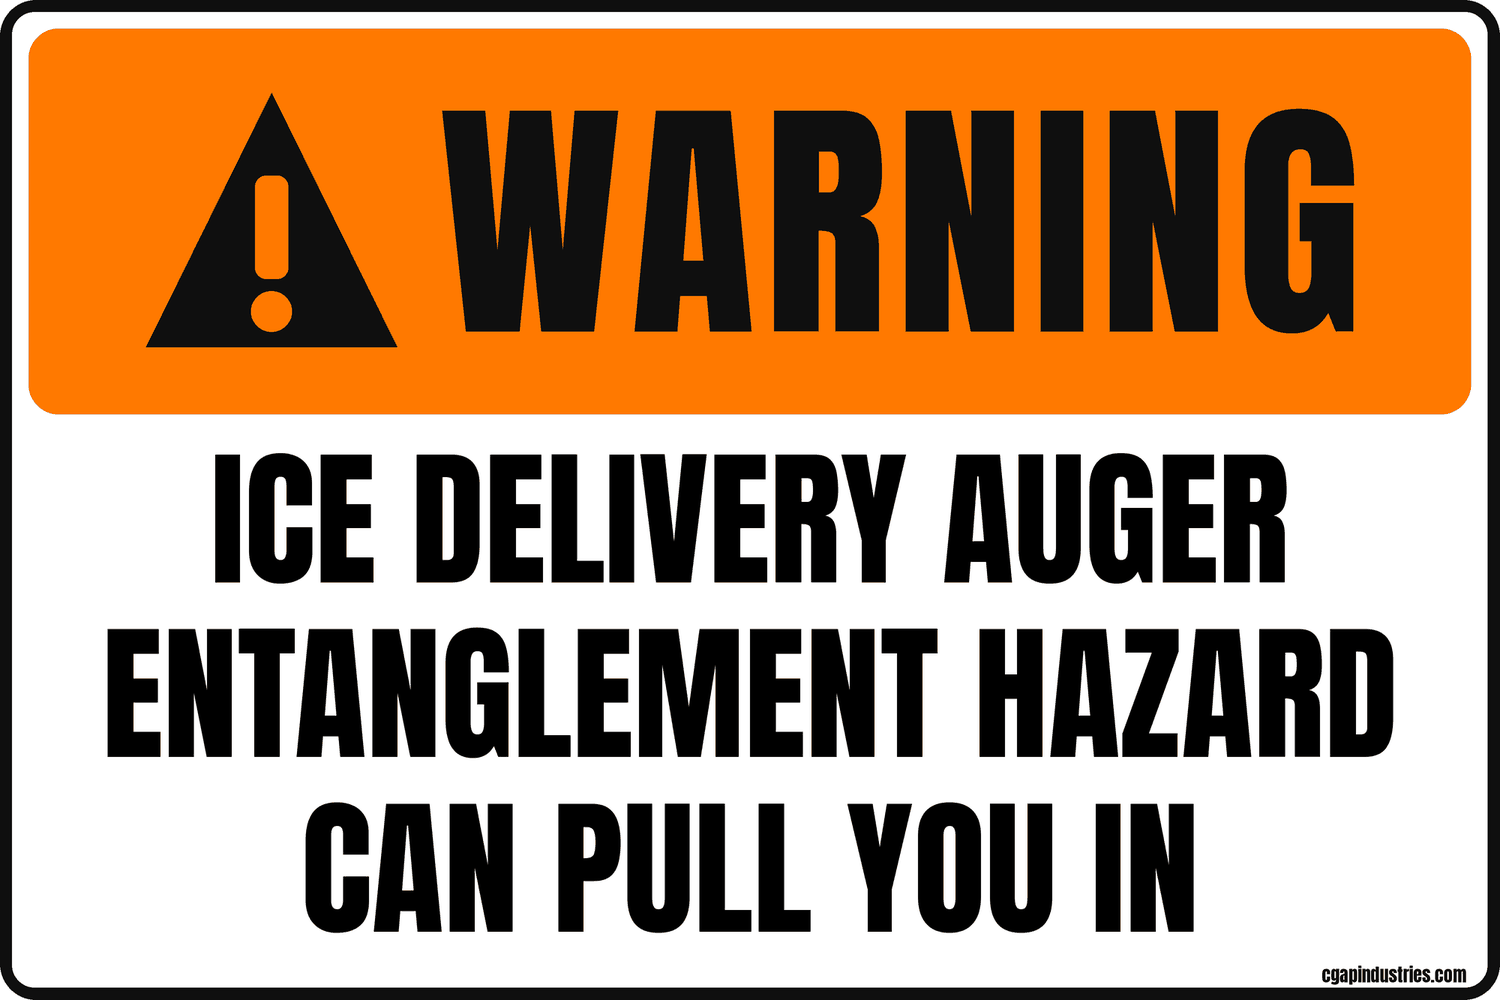 WARNING
ICE DELIVERY AUGER
ENTANGLEMENT HAZARD
CAN PULL YOU IN
cgapindustries.com